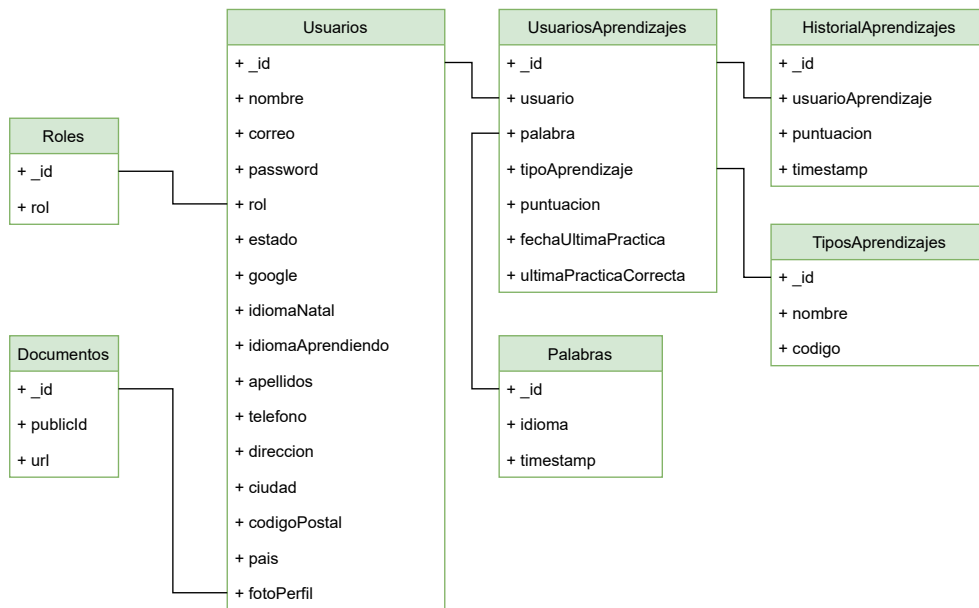 Usuarios
+ _id
+ nombre
+ correo
+ password
+ rol
+ estado
+ google
+ idiomaNatal
+ idiomaAprendiendo
+ apellidos
+ telefono
+ direccion
+ ciudad
+ codigoPostal
+ pais
+ fotoPerfil
Roles
+ _id
+ rol
Documentos
+ _id
+ publicId
+ url
UsuariosAprendizajes
+ _id
+ usuario
+ palabra
+ tipoAprendizaje
+ puntuacion
+ fechaUltimaPractica
+ ultimaPracticaCorrecta
Palabras
+ _id
+ idioma
+ timestamp
HistorialAprendizajes
+ _id
+ usuarioAprendizaje
+ puntuacion
+ timestamp
TiposAprendizajes
+ _id
+ nombre
+ codigo